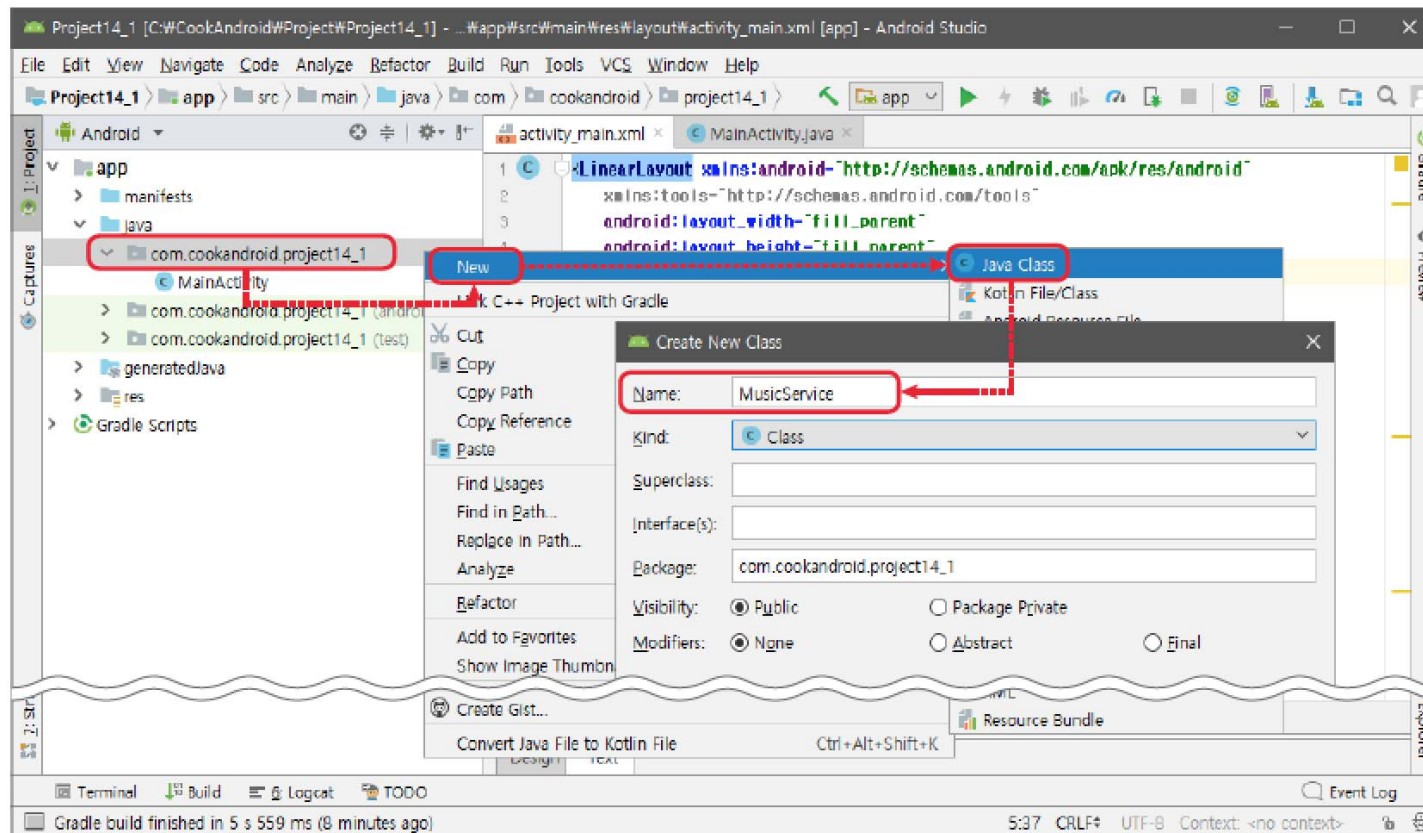 Project14_1 [C:₩CookAndroid₩Project₩Project14_1] - ...₩app₩src₩main₩res₩layout₩activity_main.xml [app] - Android Studio
File Edit View Navigate Code Analyze Refactor Build Run Tools VCS Window Help
Project14_1 app src main java com cookandroid project14_1 app
1: Project
Captures
Android
activity_main.xml
MainActivity.java
app
manifests
java
com.cookandroid.project14_1
MainActivity
com.cookandroid.project14_1
com.cookandroid.project14_1 (test)
generatedJava
res
Gradle Scripts
1 <LinearLayout xmlns:android="http://schemas.android.com/apk/res/android"
2 xmlns:tools="http://schemas.android.com/tools"
3 android:layout_width="fill_parent"
android:layout_height="fill_parent"
New
C++ Project with Gradle
Cut
Copy
Copy Path
Copy Reference
Paste
Find Usages
Find in Path...
Replace in Path...
Analyze
Refactor
Add to Favorites
Show Image
Create Gist...
Convert Java File to Kotlin File Ctrl+Alt+Shift+K
Java Class
Kotlin File/Class
Android Resource File
Resource Bundle
Create New Class
Name: MusicService
Kind: Class
Superclass:
Interface(s):
Package: com.cookandroid.project14_1
Visibility: Public Package Private
Modifiers: None Abstract Final
Design Text
Terminal Build 6: Logcat TODO Event Log
Gradle build finished in 5 s 559 ms (8 minutes ago) 5:37 CRLF UTF-8 Context: <no context>